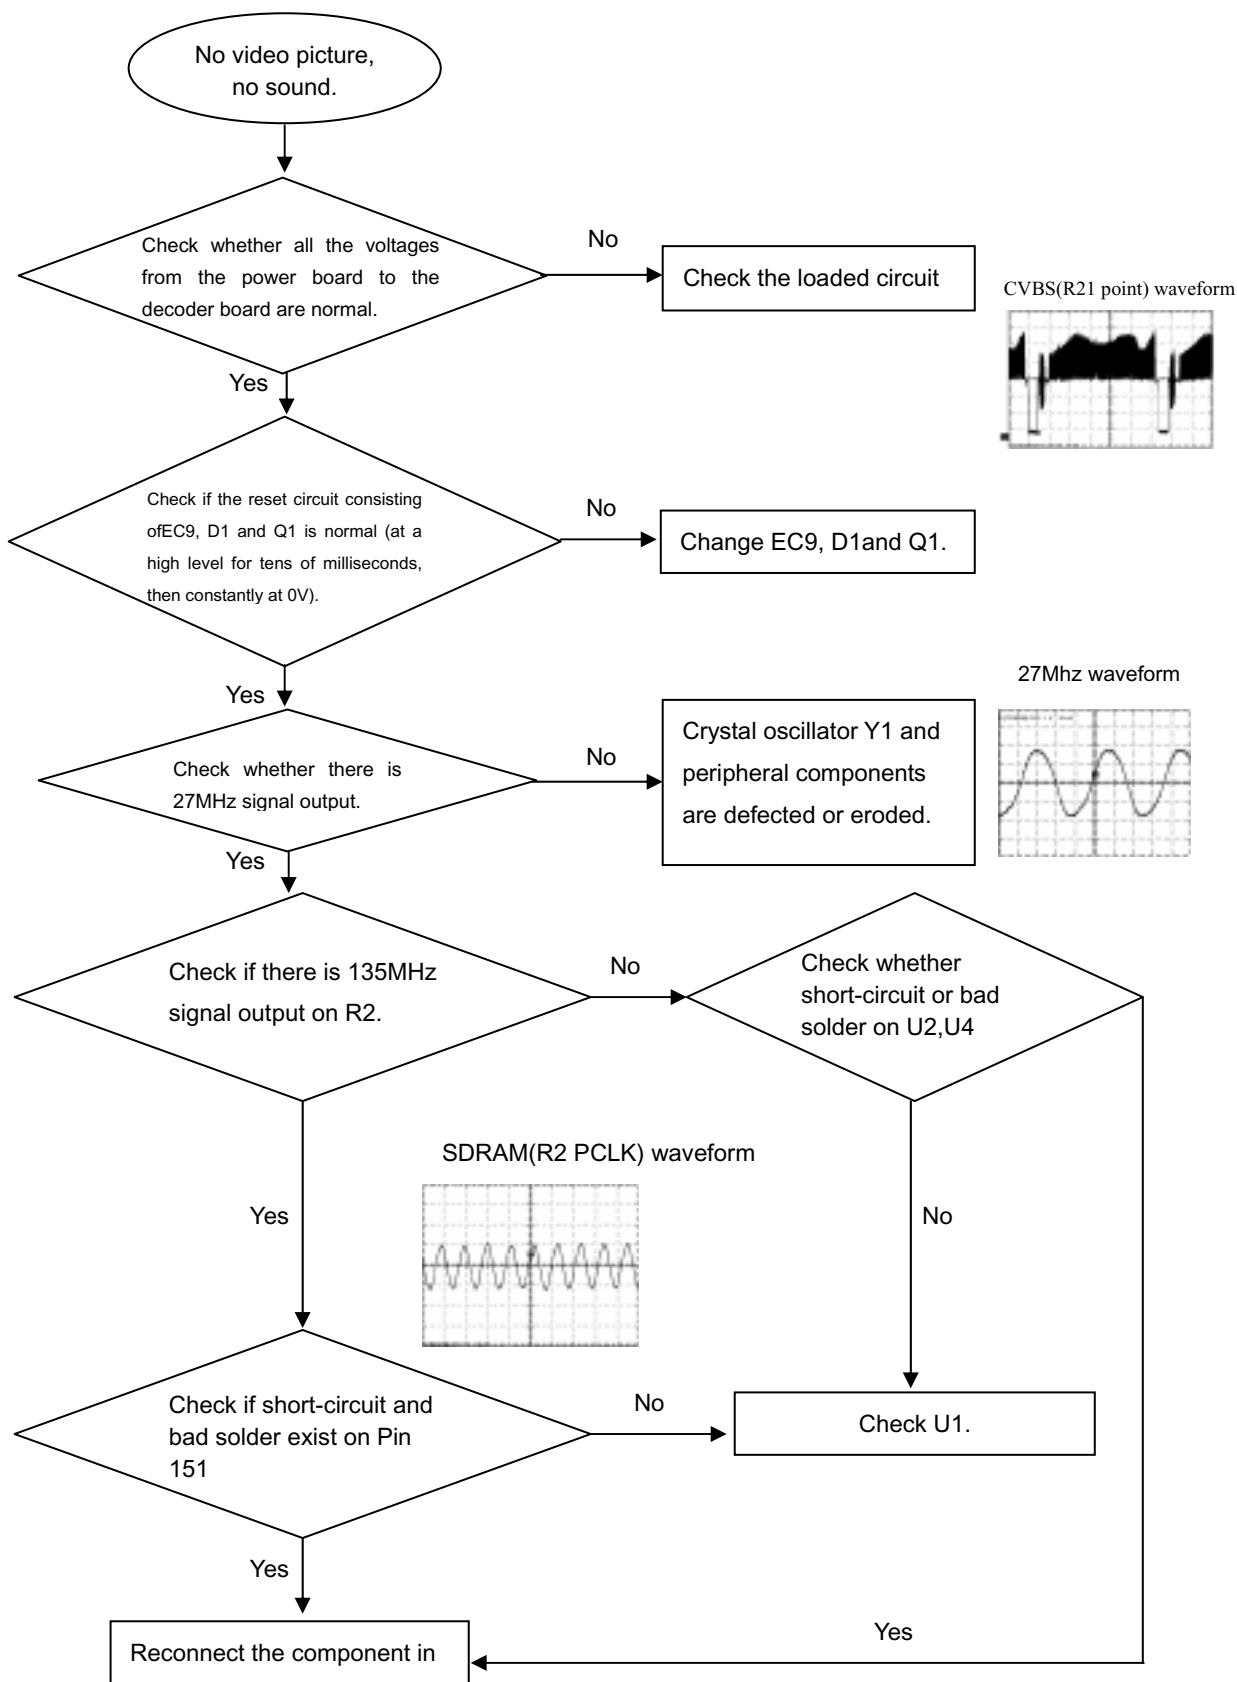 No video picture,
no sound.
Check whether all the voltages
from the power board to the
decoder board are normal.
No
Check the loaded circuit
CVBS(R21 point) waveform
Yes
Check if the reset circuit consisting
ofEC9, D1 and Q1 is normal (at a
high level for tens of milliseconds,
then constantly at 0V).
No
Change EC9, D1and Q1.
Yes
27Mhz waveform
Check whether there is
27MHz signal output.
No
Crystal oscillator Y1 and
peripheral components
are defected or eroded.
Yes
Check if there is 135MHz
signal output on R2.
No
Check whether
short-circuit or bad
solder on U2,U4
SDRAM(R2 PCLK) waveform
Yes
No
Check if short-circuit and
bad solder exist on Pin
151
No
Check U1.
Yes
Yes
Reconnect the component in